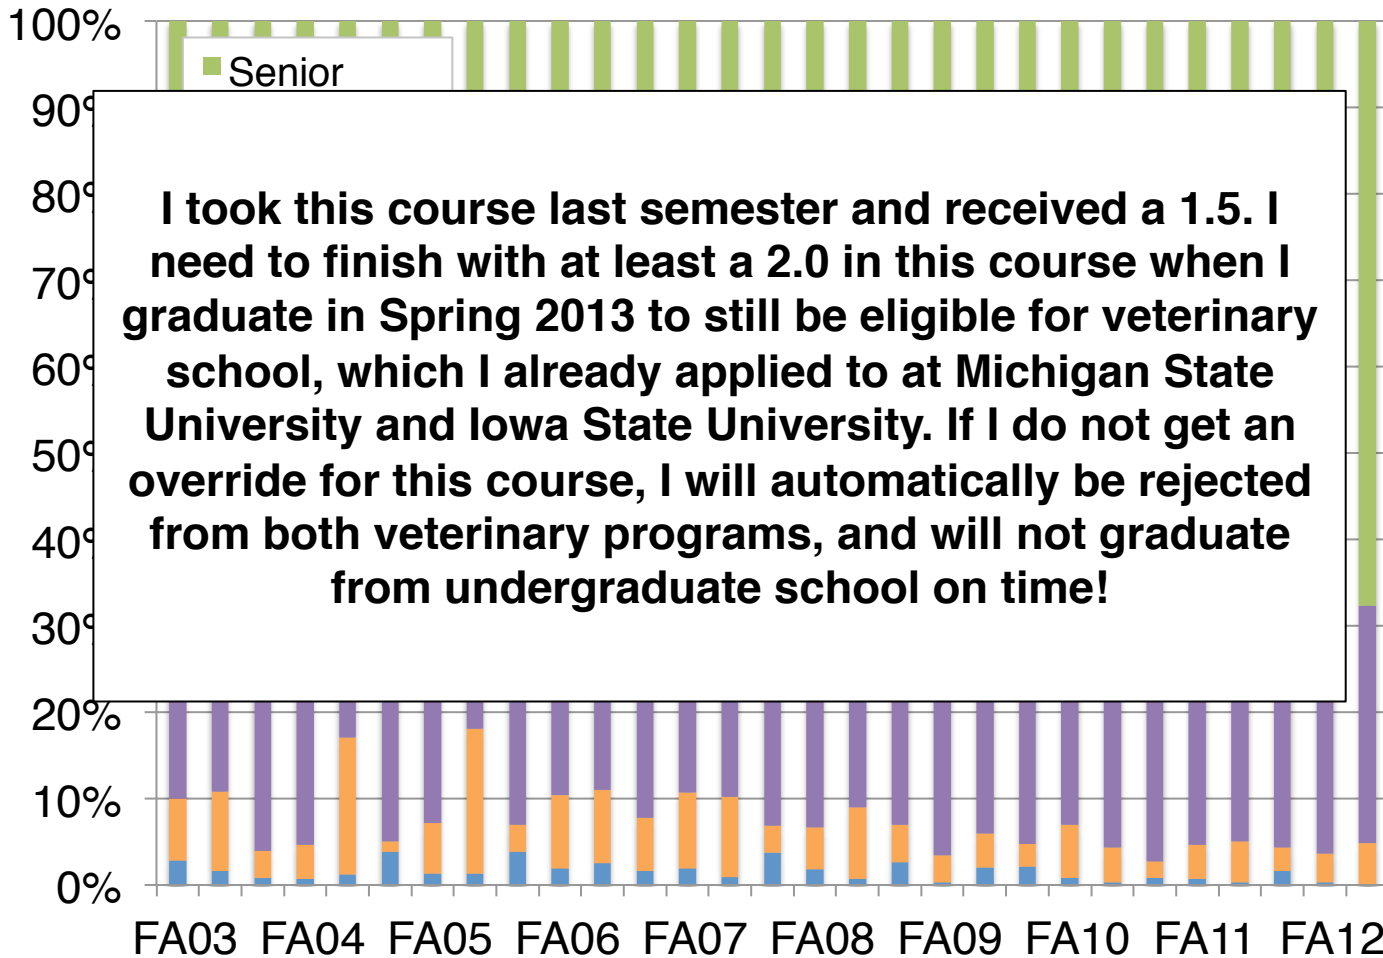 100%
Senior
90%
80%
70%
60%
50%
40%
30%
20%
10%
0%
I took this course last semester and received a 1.5. I
need to finish with at least a 2.0 in this course when I
graduate in Spring 2013 to still be eligible for veterinary
school, which I already applied to at Michigan State
University and Iowa State University. If I do not get an
override for this course, I will automatically be rejected
from both veterinary programs, and will not graduate
from undergraduate school on time!
FA03 FA04 FA05 FA06 FA07 FA08 FA09 FA10 FA11 FA12